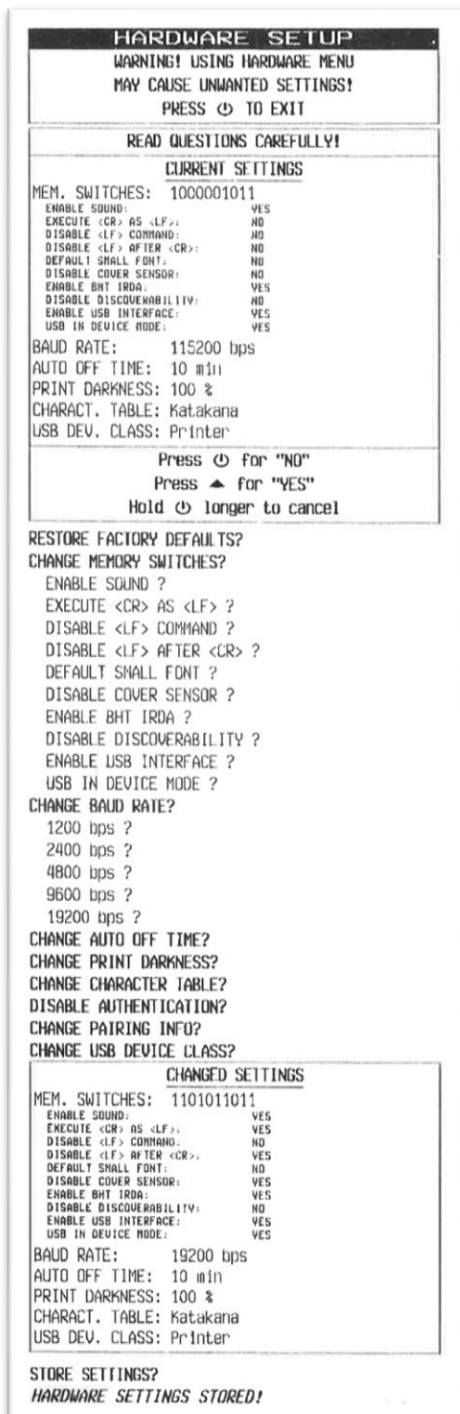 HARDWARE SETUP
WARNING! USING HARDWARE MENU
MAY CAUSE UNWANTED SETTINGS!
PRESS ⏻ TO EXIT
READ QUESTIONS CAREFULLY!
CURRENT SETTINGS
MEM. SWITCHES: 1000001011
ENABLE SOUND: YES
EXECUTE <CR> AS <LF>: NO
DISABLE <LF> COMMAND: NO
DISABLE <LF> AFTER <CR>: NO
DEFAULT SMALL FONT: NO
DISABLE COVER SENSOR: NO
ENABLE BHT IRDA: YES
DISABLE DISCOVERABILITY: NO
ENABLE USB INTERFACE: YES
USB IN DEVICE MODE: YES
BAUD RATE: 115200 bps
AUTO OFF TIME: 10 min
PRINT DARKNESS: 100 %
CHARACT. TABLE: Katakana
USB DEV. CLASS: Printer
Press ⏻ for "NO"
Press ▲ for "YES"
Hold ⏻ longer to cancel
RESTORE FACTORY DEFAULTS?
CHANGE MEMORY SWITCHES?
ENABLE SOUND ?
EXECUTE <CR> AS <LF> ?
DISABLE <LF> COMMAND ?
DISABLE <LF> AFTER <CR> ?
DEFAULT SMALL FONT ?
DISABLE COVER SENSOR ?
ENABLE BHT IRDA ?
DISABLE DISCOVERABILITY ?
ENABLE USB INTERFACE ?
USB IN DEVICE MODE ?
CHANGE BAUD RATE?
1200 bps ?
2400 bps ?
4800 bps ?
9600 bps ?
19200 bps ?
CHANGE AUTO OFF TIME?
CHANGE PRINT DARKNESS?
CHANGE CHARACTER TABLE?
DISABLE AUTHENTICATION?
CHANGE PAIRING INFO?
CHANGE USB DEVICE CLASS?
CHANGED SETTINGS
MEM. SWITCHES: 1101011011
ENABLE SOUND: YES
EXECUTE <CR> AS <LF>: YES
DISABLE <LF> COMMAND: NO
DISABLE <LF> AFTER <CR>: YES
DEFAULT SMALL FONT: NO
DISABLE COVER SENSOR: YES
ENABLE BHT IRDA: YES
DISABLE DISCOVERABILITY: NO
ENABLE USB INTERFACE: YES
USB IN DEVICE MODE: YES
BAUD RATE: 19200 bps
AUTO OFF TIME: 10 min
PRINT DARKNESS: 100 %
CHARACT. TABLE: Katakana
USB DEV. CLASS: Printer
STORE SETTINGS?
HARDWARE SETTINGS STORED!